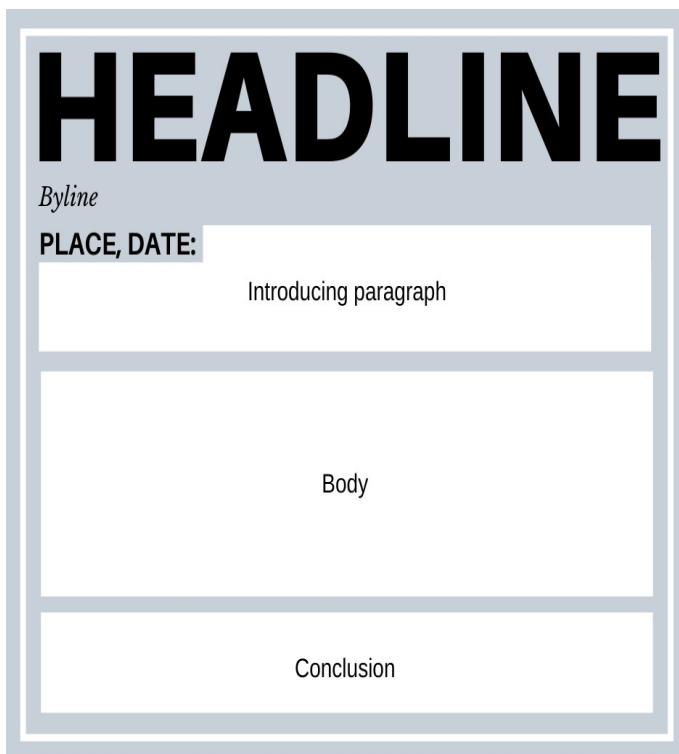 HEADLINE
Byline
PLACE, DATE:
Introducing paragraph
Body
Conclusion